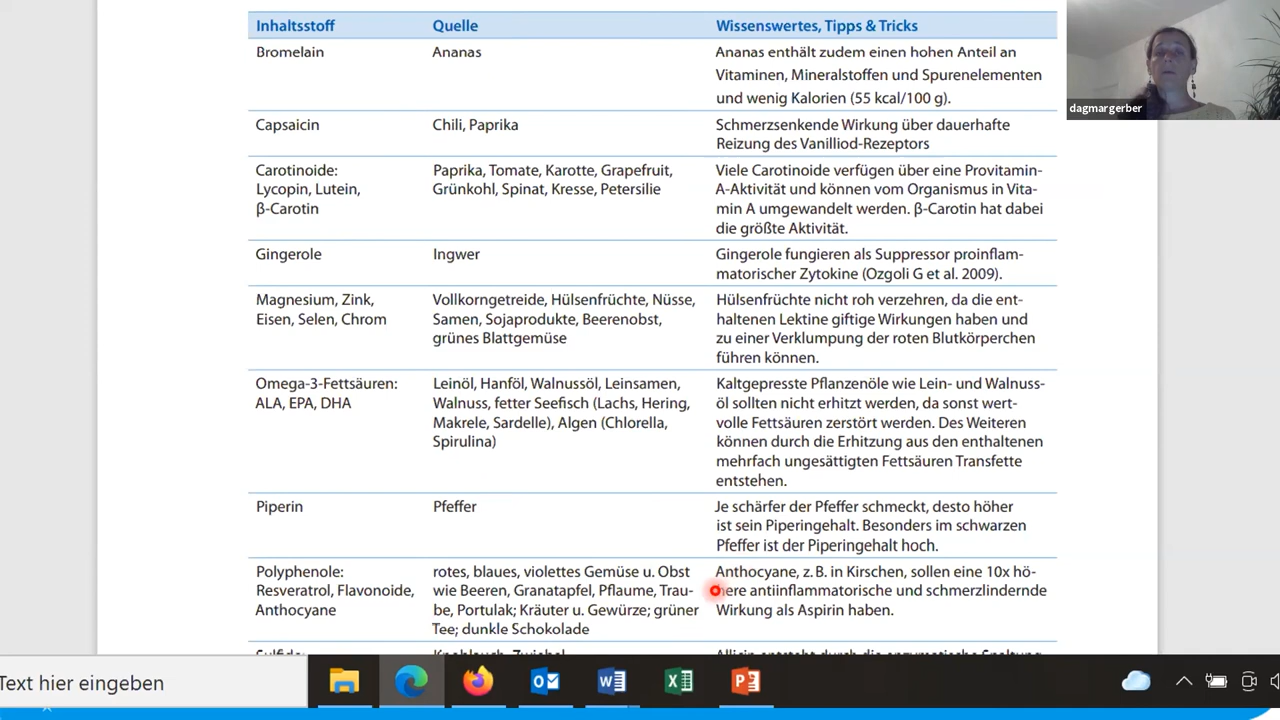 Inhaltsstoff Quelle Wissenswertes, Tipps & Tricks
Bromelain Ananas Ananas enthält zudem einen hohen Anteil an
Vitaminen, Mineralstoffen und Spurenelementen
und wenig Kalorien (55 kcal/100 g).
dagmargerber
Capsaicin Chili, Paprika Schmerzsenkende Wirkung über dauerhafte
Reizung des Vanilliod-Rezeptors
Carotinoide: Paprika, Tomate, Karotte, Grapefruit, Viele Carotinoide verfügen über eine Provitamin-
Lycopin, Lutein, Grünkohl, Spinat, Kresse, Petersilie A-Aktivität und können vom Organismus in Vita-
β-Carotin min A umgewandelt werden. β-Carotin hat dabei
die größte Aktivität.
Gingerole Ingwer Gingerole fungieren als Suppressor proinflam-
matorischer Zytokine (Ozgoli G et al. 2009).
Magnesium, Zink, Vollkorngetreide, Hülsenfrüchte, Nüsse, Hülsenfrüchte nicht roh verzehren, da die ent-
Eisen, Selen, Chrom Samen, Sojaprodukte, Beerenobst, haltenen Lektine giftige Wirkungen haben und
grünes Blattgemüse zu einer Verklumpung der roten Blutkörperchen
führen können.
Omega-3-Fettsäuren: Leinöl, Hanföl, Walnussöl, Leinsamen, Kaltgepresste Pflanzenöle wie Lein- und Walnuss-
ALA, EPA, DHA Walnuss, fetter Seefisch (Lachs, Hering, öl sollten nicht erhitzt werden, da sonst wert-
Makrele, Sardelle), Algen (Chlorella, volle Fettsäuren zerstört werden. Des Weiteren
Spirulina) können durch die Erhitzung aus den enthaltenen
mehrfach ungesättigten Fettsäuren Transfette
entstehen.
Piperin Pfeffer Je schärfer der Pfeffer schmeckt, desto höher
ist sein Piperingehalt. Besonders im schwarzen
Pfeffer ist der Piperingehalt hoch.
Polyphenole: rotes, blaues, violettes Gemüse u. Obst Anthocyane, z. B. in Kirschen, sollen eine 10x hö-
Resveratrol, Flavonoide, wie Beeren, Granatapfel, Pflaume, Trau- here antiinflammatorische und schmerzlindernde
Anthocyane be, Portulak; Kräuter u. Gewürze; grüner Wirkung als Aspirin haben.
Tee; dunkle Schokolade
Sulfide: Knoblauch, Zwiebel Allicin entsteht durch die enzymatische Spaltung
Text hier eingeben